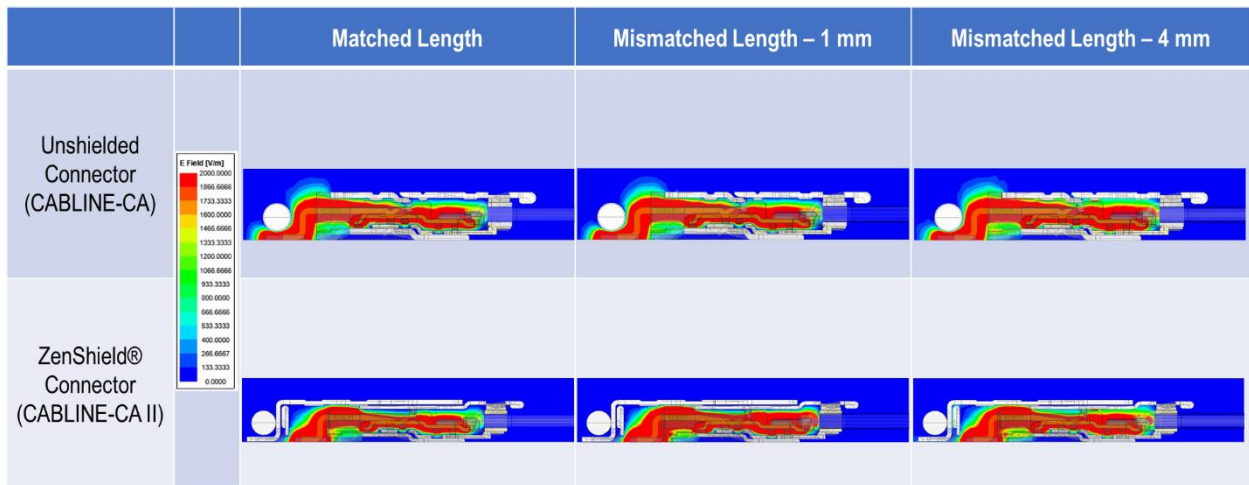 Matched Length
Mismatched Length – 1 mm
Mismatched Length – 4 mm
Unshielded
Connector
(CABLINE-CA)
E Field [V/m]
2000.0000
1866.6666
1733.3333
1600.0000
1466.6666
1333.3333
1200.0000
1066.6666
933.3333
800.0000
666.6666
533.3333
400.0000
266.6667
133.3333
0.0000
ZenShield®
Connector
(CABLINE-CA II)